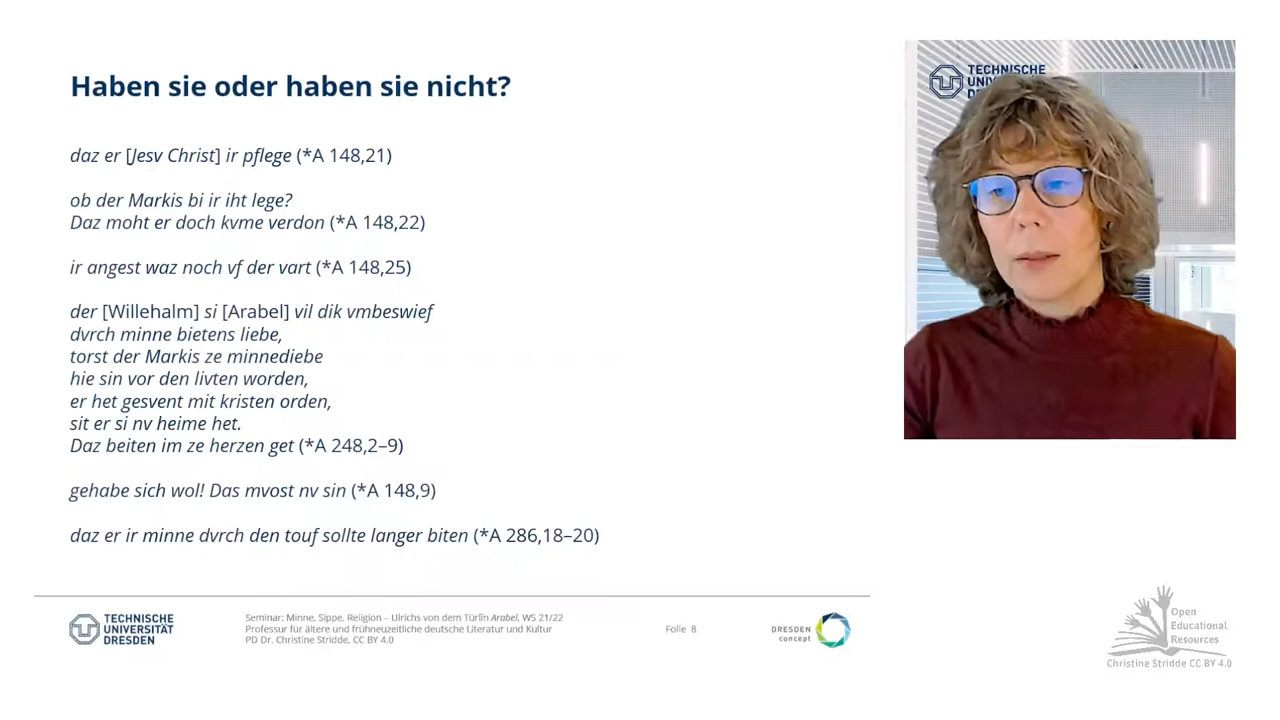 Haben sie oder haben sie nicht?
daz er [Jesv Christ] ir pflege (*A 148,21)
ob der Markis bi ir iht lege?
Daz moht er doch kvme verdon (*A 148,22)
ir angest waz noch vf der vart (*A 148,25)
der [Willehalm] si [Arabel] vil dik vmbeswief
dvrch minne bietens liebe,
torst der Markis ze minnediebe
hie sin vor den livten worden,
er het gesvent mit kristen orden,
sit er si nv heime het.
Daz beiten im ze herzen get (*A 248,2–9)
gehabe sich wol! Das mvost nv sin (*A 148,9)
daz er ir minne dvrch den touf sollte langer biten (*A 286,18–20)
TECHNISCHE
UNIVERSITÄT
DRESDEN
Seminar: Minne, Sippe, Religion – Ulrichs von dem Türlîn Arabel, WS 21/22
Professur für ältere und frühneuzeitliche deutsche Literatur und Kultur
PD Dr. Christine Stridde, CC BY 4.0
Folie 8
DRESDEN
concept
TECHNISCHE
Open
Educational
Resources
Christine Stridde CC BY 4.0